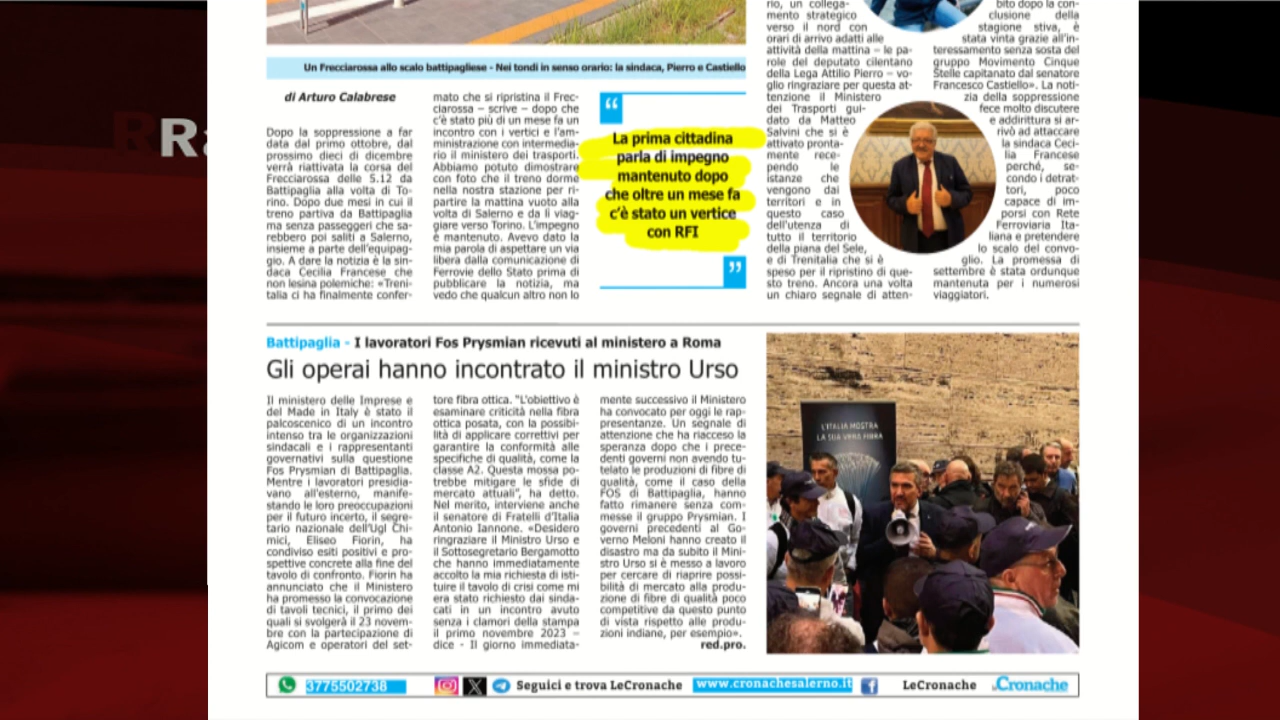 RRa
Un Frecciarossa allo scalo battipagliese - Nei tondi in senso orario: la sindaca, Pierro e Castiello
di Arturo Calabrese
Dopo la soppressione a far
data dal primo ottobre, dal
prossimo dieci di dicembre
verrà riattivata la corsa del
Frecciarossa delle 5.12 da
Battipaglia alla volta di To-
rino. Dopo due mesi in cui il
treno partiva da Battipaglia
ma senza passeggeri che sa-
rebbero poi saliti a Salerno,
insieme a parte dell'equipag-
gio. A dare la notizia è la sin-
daca Cecilia Francese che
non lesina polemiche: «Treni-
talia ci ha finalmente confer-
mato che si ripristina il Frec-
ciarossa – scrive – dopo che
c'è stato più di un mese fa un
incontro con i vertici e l'am-
ministrazione con intermedia-
rio il ministero dei trasporti.
Abbiamo potuto dimostrare
con foto che il treno dorme
nella nostra stazione per ri-
partire la mattina vuoto alla
volta di Salerno e da lì viag-
giare verso Torino. L'impegno
è mantenuto. Avevo dato la
mia parola di aspettare un via
libera dalla comunicazione di
Ferrovie dello Stato prima di
pubblicare la notizia, ma
vedo che qualcun altro non lo
“
La prima cittadina
parla di impegno
mantenuto dopo
che oltre un mese fa
c'è stato un vertice
con RFI
”
rio, un collega-
mento strategico
verso il nord con
orari di arrivo adatti alle
attività della mattina – le pa-
role del deputato cilentano
della Lega Attilio Pierro – vo-
glio ringraziare per questa at-
tenzione il Ministero
dei Trasporti gui-
dato da Matteo
Salvini che si è
attivato pronta-
mente rece-
pendo le
istanze che
vengono dai
territori e in
questo caso
dell'utenza di
tutto il territorio
della piana del Sele,
e di Trenitalia che si è
speso per il ripristino di que-
sto treno. Ancora una volta
un chiaro segnale di atten-
bito dopo la con-
clusione della
stagione stiva, è
stata vinta grazie all'in-
teressamento senza sosta del
gruppo Movimento Cinque
Stelle capitanato dal senatore
Francesco Castiello». La noti-
zia della soppressione
fece molto discutere
e addirittura si ar-
rivò ad attaccare
la sindaca Ceci-
lia Francese
perché, se-
condo i detrat-
tori, poco
capace di im-
porsi con Rete
Ferroviaria Ita-
liana e pretendere
lo scalo del convo-
glio. La promessa di
settembre è stata ordunque
mantenuta per i numerosi
viaggiatori.
Battipaglia - I lavoratori Fos Prysmian ricevuti al ministero a Roma
Gli operai hanno incontrato il ministro Urso
Il ministero delle Imprese e
del Made in Italy è stato il
palcoscenico di un incontro
intenso tra le organizzazioni
sindacali e i rappresentanti
governativi sulla questione
Fos Prysmian di Battipaglia.
Mentre i lavoratori presidia-
vano all'esterno, manife-
stando le loro preoccupazioni
per il futuro incerto, il segre-
tario nazionale dell'Ugl Chi-
mici, Eliseo Fiorin, ha
condiviso esiti positivi e pro-
spettive concrete alla fine del
tavolo di confronto. Fiorin ha
annunciato che il Ministero
ha promesso la convocazione
di tavoli tecnici, il primo dei
quali si svolgerà il 23 novem-
bre con la partecipazione di
Agicom e operatori del set-
tore fibra ottica. “L'obiettivo è
esaminare criticità nella fibra
ottica posata, con la possibi-
lità di applicare correttivi per
garantire la conformità alle
specifiche di qualità, come la
classe A2. Questa mossa po-
trebbe mitigare le sfide di
mercato attuali”, ha detto.
Nel merito, interviene anche
il senatore di Fratelli d'Italia
Antonio Iannone. «Desidero
ringraziare il Ministro Urso e
il Sottosegretario Bergamotto
che hanno immediatamente
accolto la mia richiesta di isti-
tuire il tavolo di crisi come mi
era stato richiesto dai sinda-
cati in un incontro avuto
senza i clamori della stampa
il primo novembre 2023 –
dice - Il giorno immediata-
mente successivo il Ministero
ha convocato per oggi le rap-
presentanze. Un segnale di
attenzione che ha riacceso la
speranza dopo che i prece-
denti governi non avendo tu-
telato le produzioni di fibre di
qualità, come il caso della
FOS di Battipaglia, hanno
fatto rimanere senza com-
messe il gruppo Prysmian. I
governi precedenti al Go-
verno Meloni hanno creato il
disastro ma da subito il Mini-
stro Urso si è messo a lavoro
per cercare di riaprire possi-
bilità di mercato alla produ-
zione di fibre di qualità poco
competitive da questo punto
di vista rispetto alle produ-
zioni indiane, per esempio».
red.pro.
L'ITALIA MOSTRA
LA SUA VERA FIBRA
3775502738
Seguici e trova LeCronache
www.cronachesalerno.it
LeCronache
leCronache